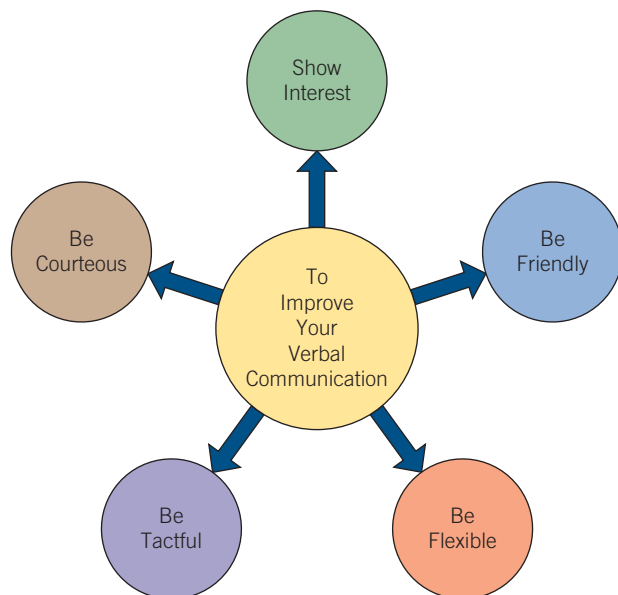 Show
Interest
Be
Courteous
Be
Friendly
To
Improve
Your
Verbal
Communication
Be
Tactful
Be
Flexible